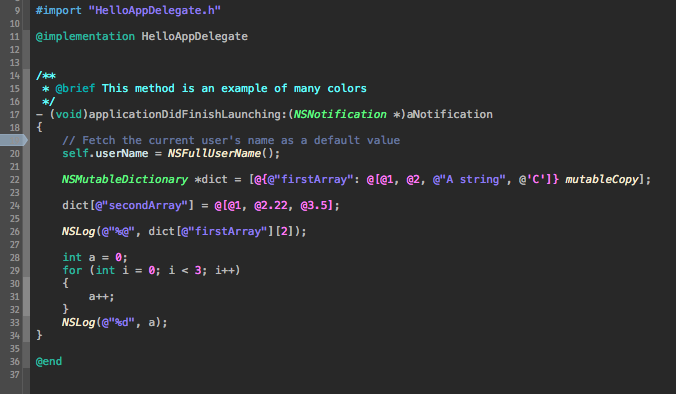 9 #import "HelloAppDelegate.h"
10
11 @implementation HelloAppDelegate
12
13
14 /**
15  * @brief This method is an example of many colors
16  */
17 - (void)applicationDidFinishLaunching:(NSNotification *)aNotification
18 {
    // Fetch the current user's name as a default value
20     self.userName = NSFullUserName();
21
22     NSMutableDictionary *dict = [@{@"firstArray": @[@1, @2, @"A string", @'C']} mutableCopy];
23
24     dict[@"secondArray"] = @[@1, @2.22, @3.5];
25
26     NSLog(@"%@", dict[@"firstArray"][2]);
27
28     int a = 0;
29     for (int i = 0; i < 3; i++)
30     {
31         a++;
32     }
33     NSLog(@"%d", a);
34 }
35
36 @end
37